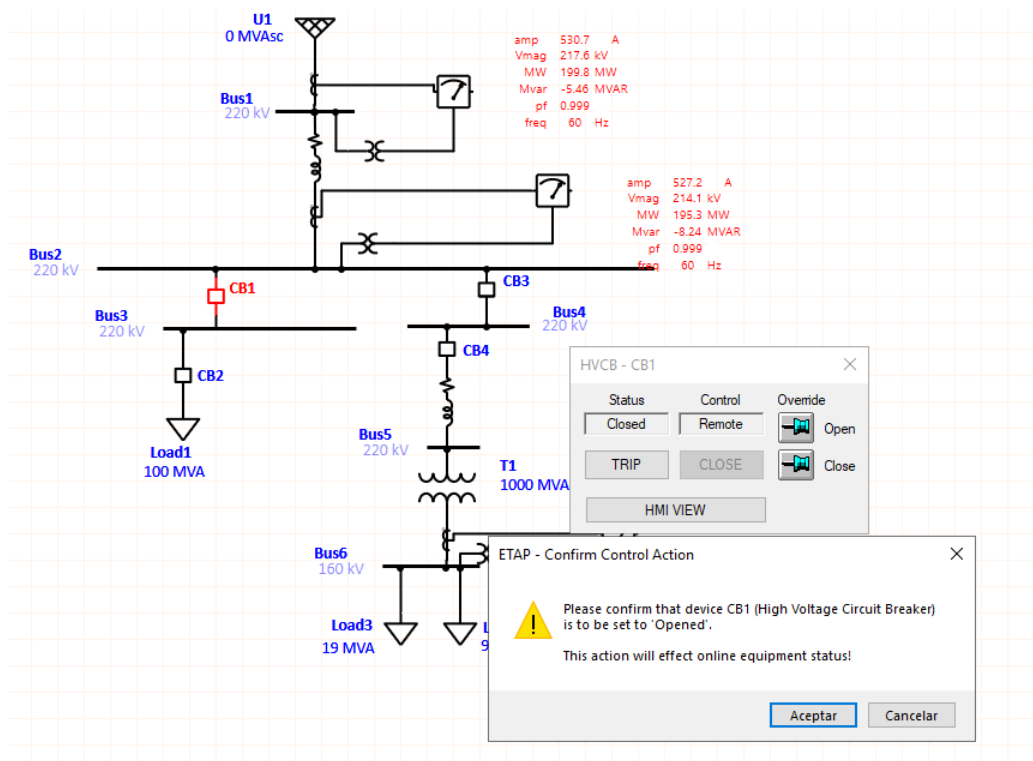 U1
0 MVAsc
amp 530.7 A
Vmag 217.6 kV
MW 199.8 MW
Mvar -5.46 MVAR
pf 0.999
freq 60 Hz
Bus1
220 kV
amp 527.2 A
Vmag 214.1 kV
MW 195.3 MW
Mvar -8.24 MVAR
pf 0.999
freq 60 Hz
Bus2
220 kV
CB1
CB3
Bus3
220 kV
Bus4
220 kV
CB4
CB2
Load1
100 MVA
Bus5
220 kV
T1
1000 MVA
Bus6
160 kV
Load3
19 MVA
L
9
HVCB - CB1
Status Control Override
Closed Remote Open
TRIP CLOSE Close
HMI VIEW
ETAP - Confirm Control Action
Please confirm that device CB1 (High Voltage Circuit Breaker)
is to be set to 'Opened'.
This action will effect online equipment status!
Aceptar Cancelar